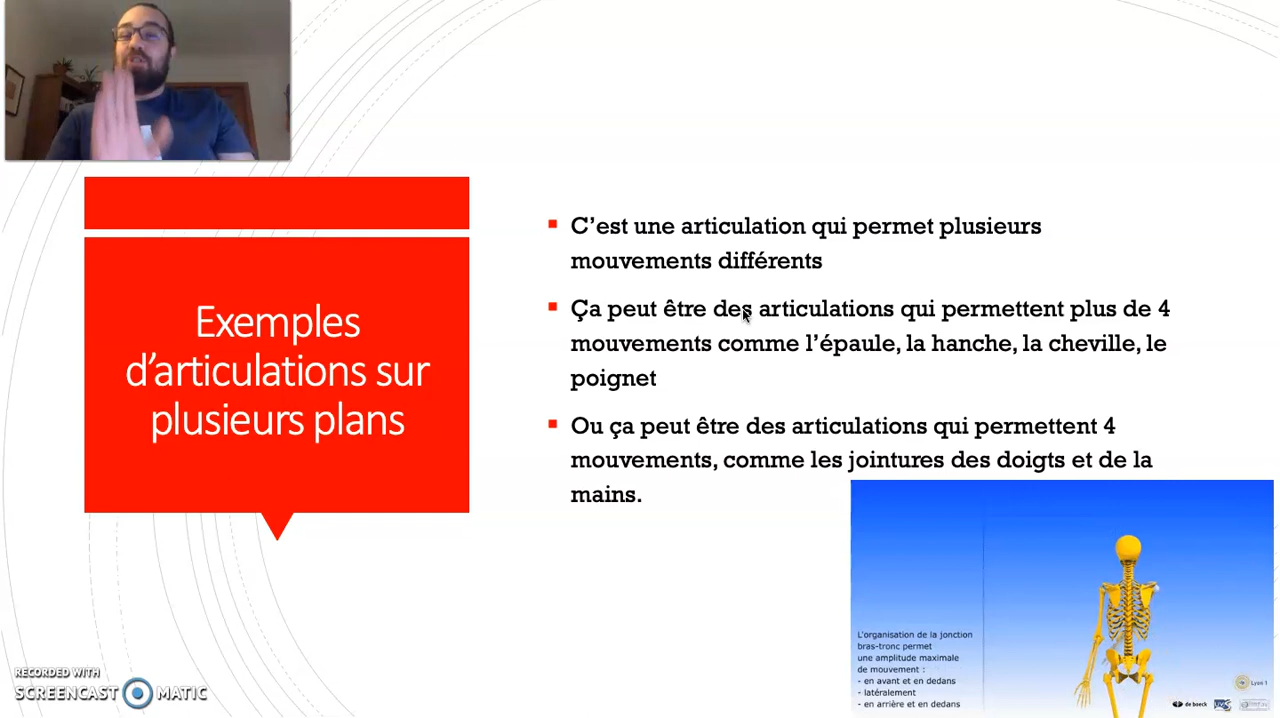 Exemples
d'articulations sur
plusieurs plans
C'est une articulation qui permet plusieurs
mouvements différents
Ça peut être des articulations qui permettent plus de 4
mouvements comme l'épaule, la hanche, la cheville, le
poignet
Ou ça peut être des articulations qui permettent 4
mouvements, comme les jointures des doigts et de la
mains.
L'organisation de la jonction
bras-tronc permet
une amplitude maximale
de mouvement :
- en avant et en dedans
- latéralement
- en arrière et en dedans
de boeck
Lyon 1
RECORDED WITH
SCREENCAST MATIC